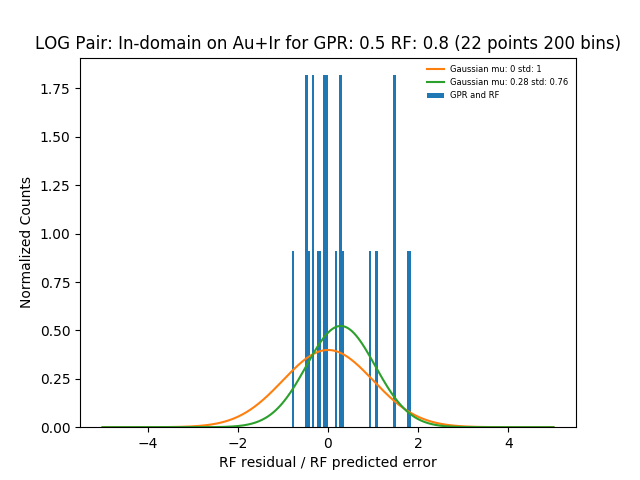 LOG Pair: In-domain on Au+Ir for GPR: 0.5 RF: 0.8 (22 points 200 bins)
Gaussian mu: 0 std: 1
Gaussian mu: 0.28 std: 0.76
GPR and RF
Normalized Counts
1.75
1.50
1.25
1.00
0.75
0.50
0.25
0.00
−4
−2
0
2
4
RF residual / RF predicted error